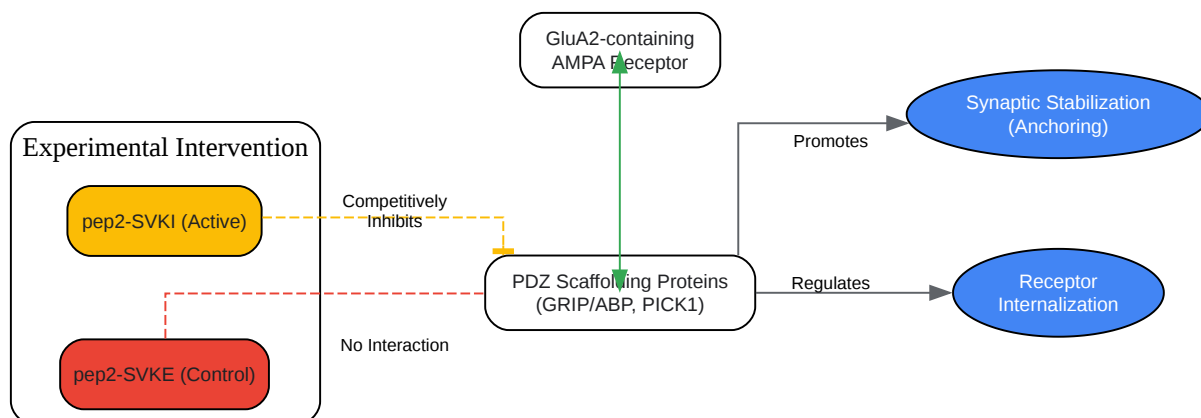 GluA2-containing
AMPA Receptor
Synaptic Stabilization
(Anchoring)
Promotes
Experimental Intervention
pep2-SVKI (Active)
Competitively
Inhibits
PDZ Scaffolding Proteins
(GRIP/ABP, PICK1)
Regulates
Receptor
Internalization
No Interaction
pep2-SVKE (Control)